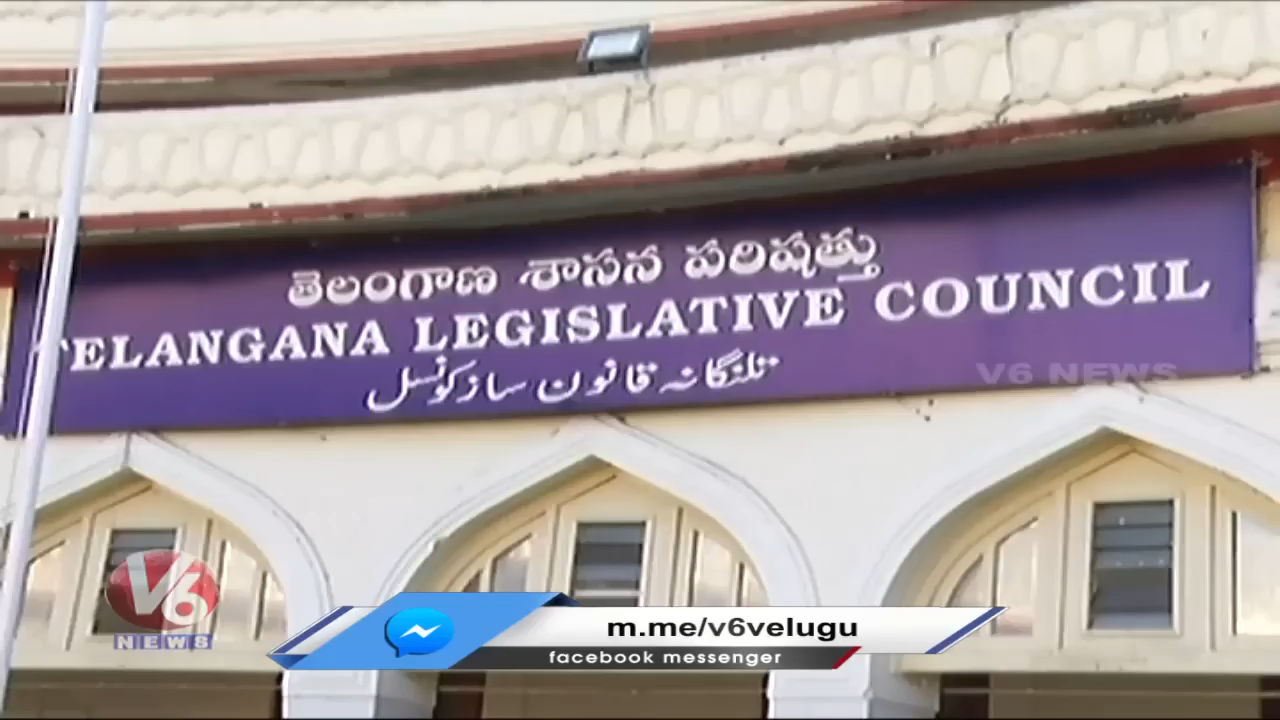 తెలంగాణ శాసన పరిషత్తు
TELANGANA LEGISLATIVE COUNCIL
تلنگانہ قانون ساز کونسل
V6 NEWS
V6
NEWS
m.me/v6velugu
facebook messenger